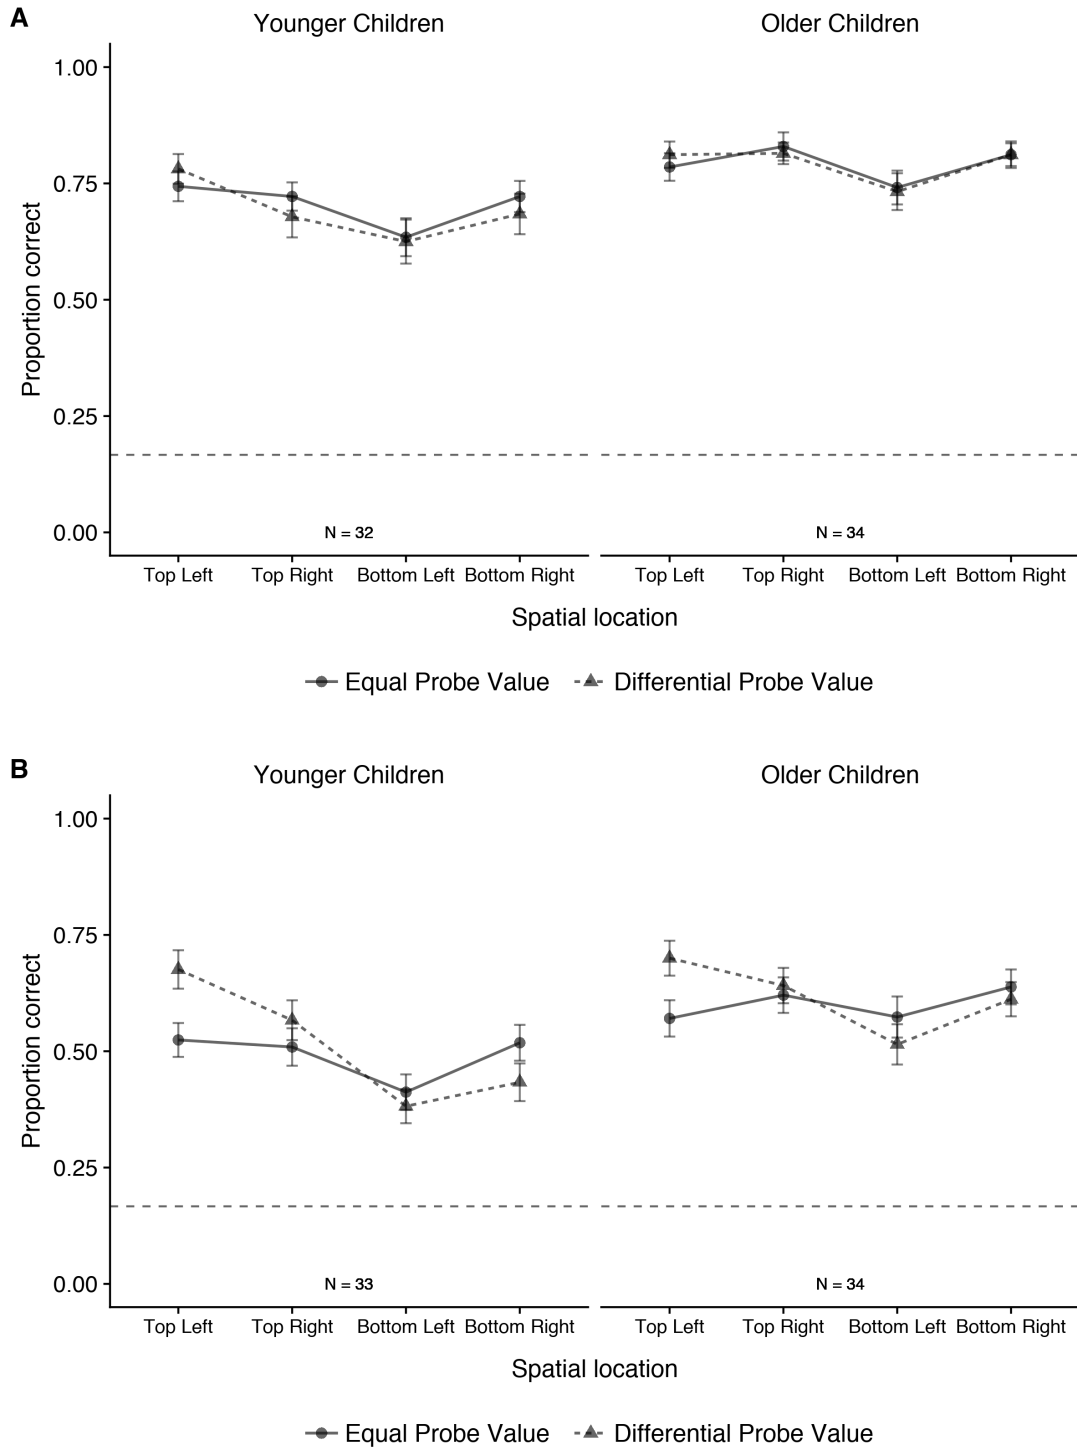 A
Younger Children Older Children
1.00
0.75
0.50
0.25
0.00
Proportion correct
N = 32 N = 34
Top Left Top Right Bottom Left Bottom Right Top Left Top Right Bottom Left Bottom Right
Spatial location
Equal Probe Value Differential Probe Value
B
Younger Children Older Children
1.00
0.75
0.50
0.25
0.00
Proportion correct
N = 33 N = 34
Top Left Top Right Bottom Left Bottom Right Top Left Top Right Bottom Left Bottom Right
Spatial location
Equal Probe Value Differential Probe Value